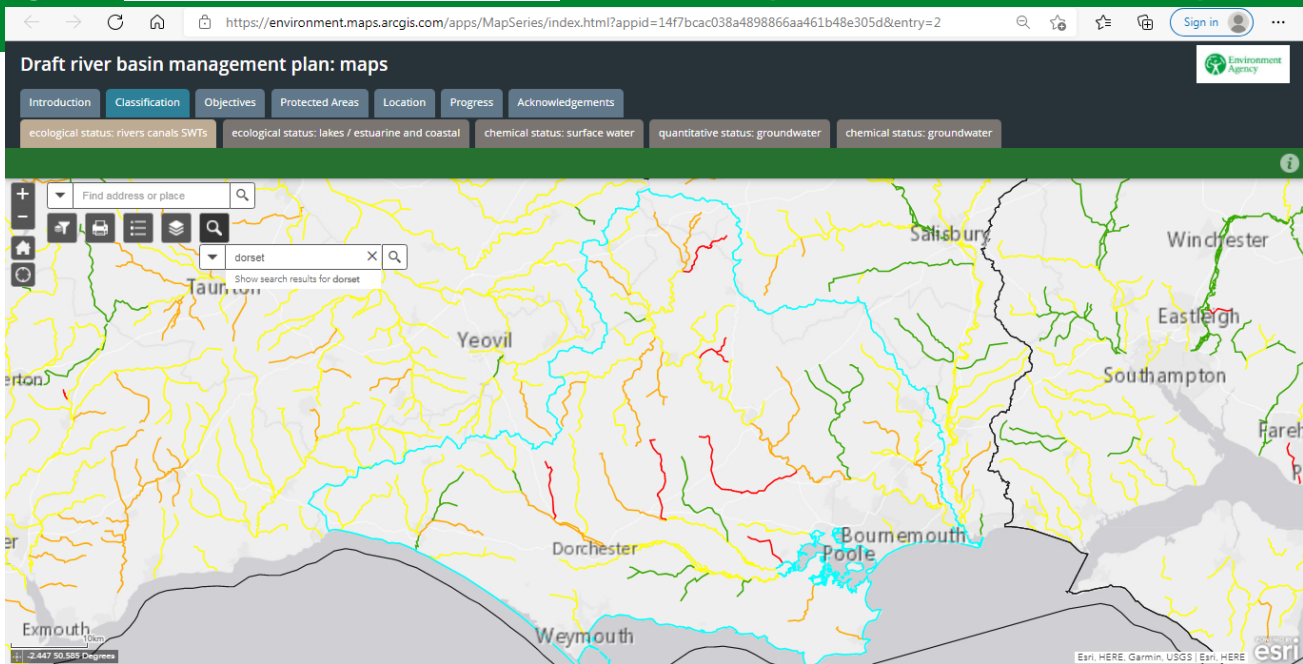 https://environment.maps.arcgis.com/apps/MapSeries/index.html?appid=14f7bcac038a4898866aa461b48e305d&entry=2
Sign in
Draft river basin management plan: maps
Environment
Agency
Introduction
Classification
Objectives
Protected Areas
Location
Progress
Acknowledgements
ecological status: rivers canals SWTs
ecological status: lakes / estuarine and coastal
chemical status: surface water
quantitative status: groundwater
chemical status: groundwater
Find address or place
dorset
Show search results for dorset
Salisbury
Winchester
Taunton
Yeovil
Eastleigh
erton
Southampton
Fareh
P
er
Dorchester
Bournemouth
Poole
Exmouth
10km
Weymouth
-2.447 50.585 Degrees
Esri, HERE, Garmin, USGS | Esri, HERE
esri